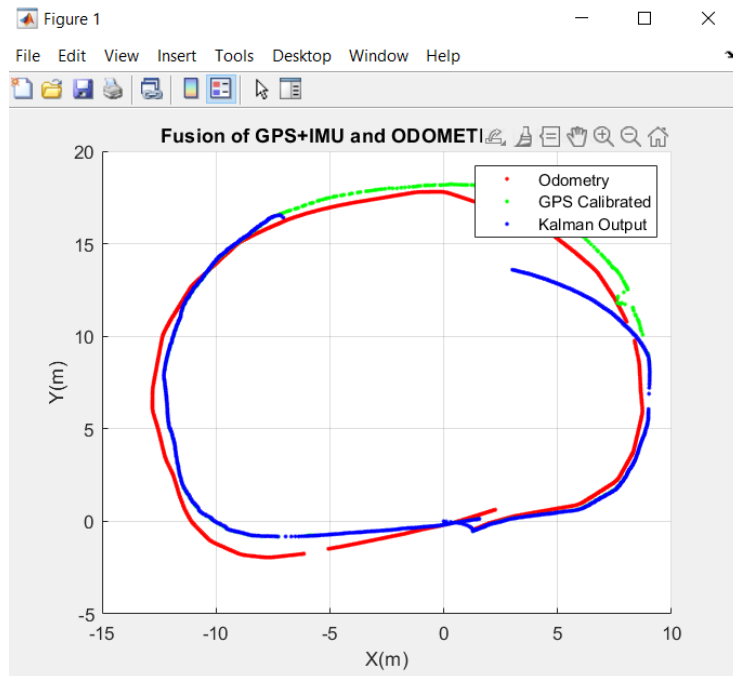 Figure 1
File Edit View Insert Tools Desktop Window Help
Fusion of GPS+IMU and
Odometry
GPS Calibrated
Kalman Output
20
15
10
5
0
-5
Y(m)
-15 -10 -5 0 5 10
X(m)